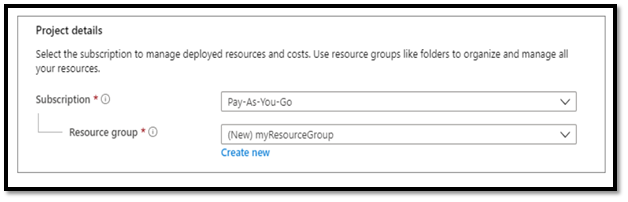 Project details
Select the subscription to manage deployed resources and costs. Use resource groups like folders to organize and manage all
your resources.
Subscription * ⓘ
Pay-As-You-Go
Resource group * ⓘ
(New) myResourceGroup
Create new